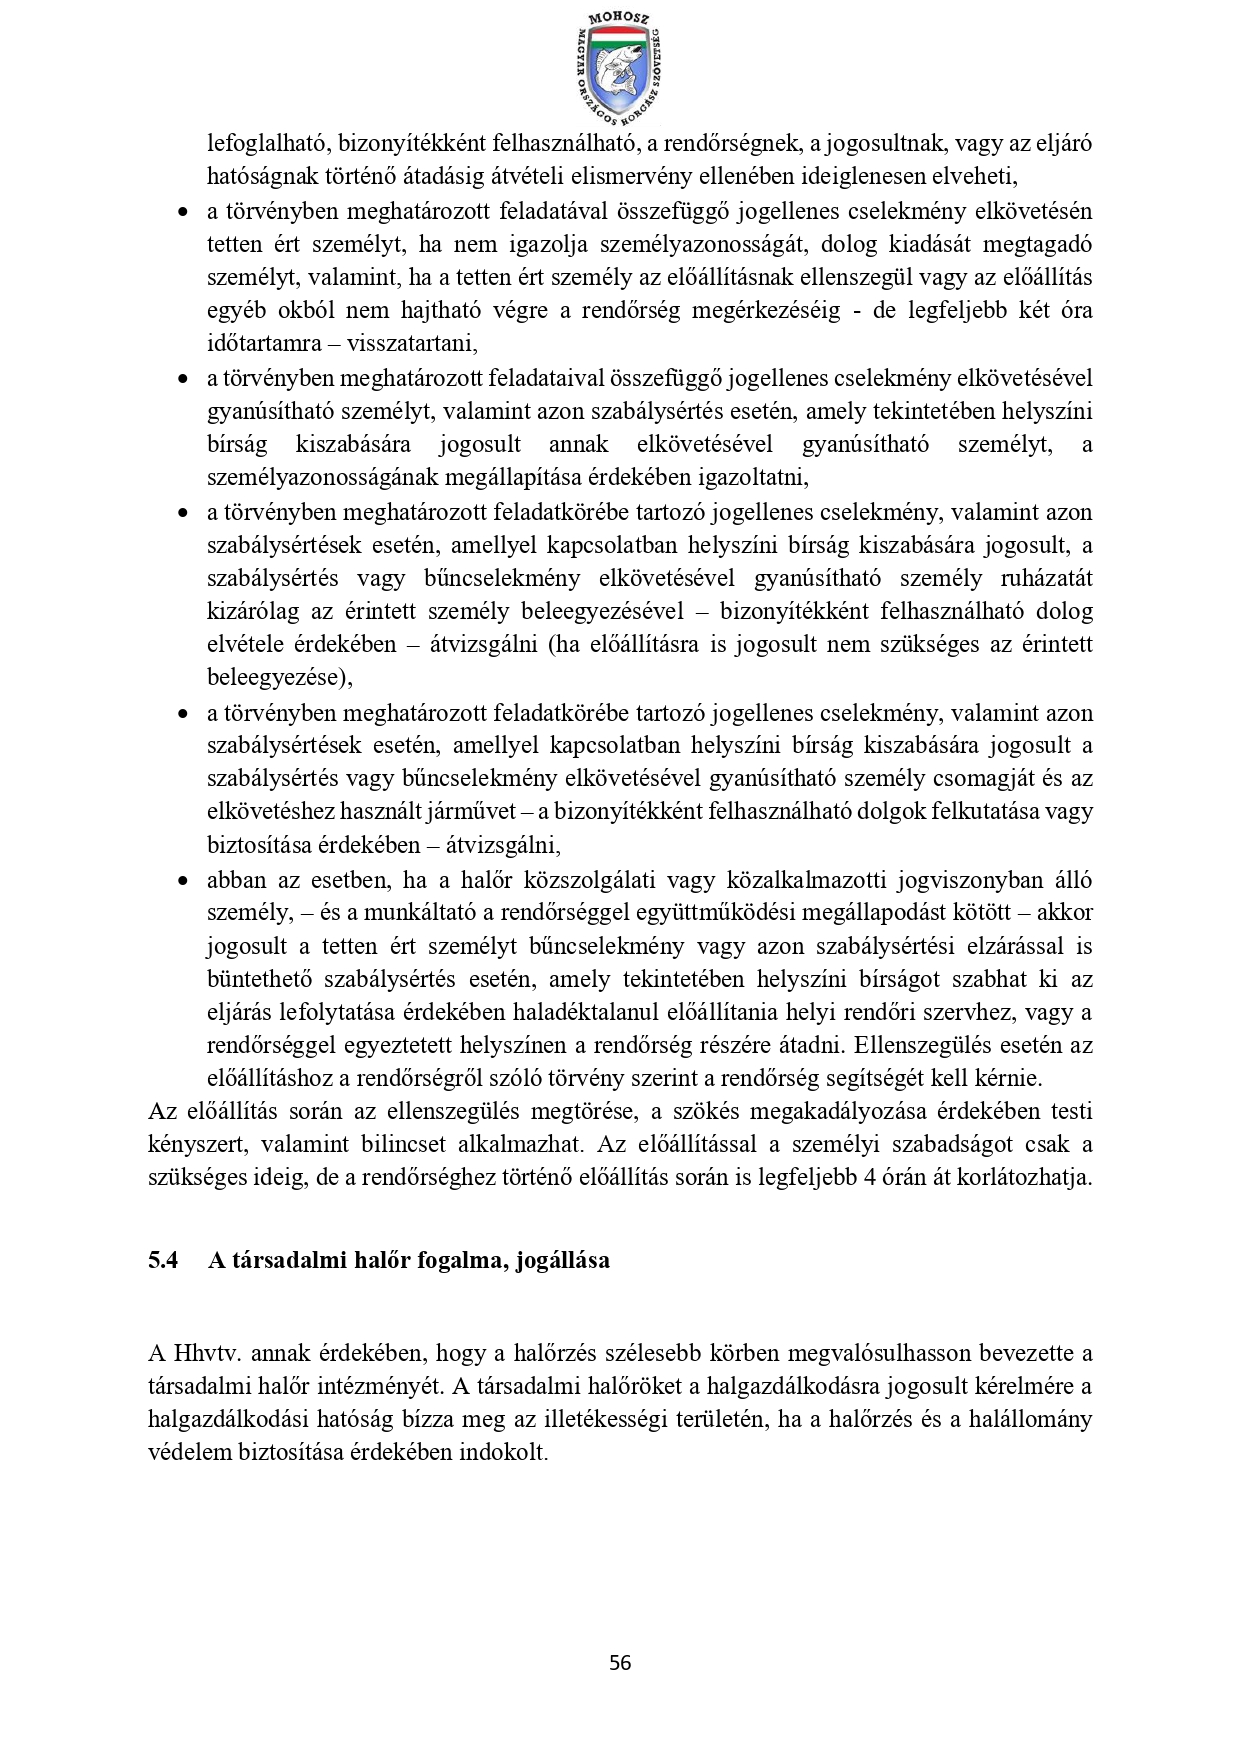 MOHOSZ
MAGYAR ORSZÁGOS HORGÁSZ SZÖVETSÉG
lefoglalható, bizonyítékként felhasználható, a rendőrségnek, a jogosultnak, vagy az eljáró
hatóságnak történő átadásig átvételi elismervény ellenében ideiglenesen elveheti,
• a törvényben meghatározott feladatával összefüggő jogellenes cselekmény elkövetésén
tetten ért személyt, ha nem igazolja személyazonosságát, dolog kiadását megtagadó
személyt, valamint, ha a tetten ért személy az előállításnak ellenszegül vagy az előállítás
egyéb okból nem hajtható végre a rendőrség megérkezéséig - de legfeljebb két óra
időtartamra – visszatartani,
• a törvényben meghatározott feladataival összefüggő jogellenes cselekmény elkövetésével
gyanúsítható személyt, valamint azon szabálysértés esetén, amely tekintetében helyszíni
bírság kiszabására jogosult annak elkövetésével gyanúsítható személyt, a
személyazonosságának megállapítása érdekében igazoltatni,
• a törvényben meghatározott feladatkörébe tartozó jogellenes cselekmény, valamint azon
szabálysértések esetén, amellyel kapcsolatban helyszíni bírság kiszabására jogosult, a
szabálysértés vagy bűncselekmény elkövetésével gyanúsítható személy ruházatát
kizárólag az érintett személy beleegyezésével – bizonyítékként felhasználható dolog
elvétele érdekében – átvizsgálni (ha előállításra is jogosult nem szükséges az érintett
beleegyezése),
• a törvényben meghatározott feladatkörébe tartozó jogellenes cselekmény, valamint azon
szabálysértések esetén, amellyel kapcsolatban helyszíni bírság kiszabására jogosult a
szabálysértés vagy bűncselekmény elkövetésével gyanúsítható személy csomagját és az
elkövetéshez használt járművet – a bizonyítékként felhasználható dolgok felkutatása vagy
biztosítása érdekében – átvizsgálni,
• abban az esetben, ha a halőr közszolgálati vagy közalkalmazotti jogviszonyban álló
személy, – és a munkáltató a rendőrséggel együttműködési megállapodást kötött – akkor
jogosult a tetten ért személyt bűncselekmény vagy azon szabálysértési elzárással is
büntethető szabálysértés esetén, amely tekintetében helyszíni bírságot szabhat ki az
eljárás lefolytatása érdekében haladéktalanul előállítania helyi rendőri szervhez, vagy a
rendőrséggel egyeztetett helyszínen a rendőrség részére átadni. Ellenszegülés esetén az
előállításhoz a rendőrségről szóló törvény szerint a rendőrség segítségét kell kérnie.
Az előállítás során az ellenszegülés megtörése, a szökés megakadályozása érdekében testi
kényszert, valamint bilincset alkalmazhat. Az előállítással a személyi szabadságot csak a
szükséges ideig, de a rendőrséghez történő előállítás során is legfeljebb 4 órán át korlátozhatja.
5.4 A társadalmi halőr fogalma, jogállása
A Hhvtv. annak érdekében, hogy a halőrzés szélesebb körben megvalósulhasson bevezette a
társadalmi halőr intézményét. A társadalmi halőröket a halgazdálkodásra jogosult kérelmére a
halgazdálkodási hatóság bízza meg az illetékességi területén, ha a halőrzés és a halállomány
védelem biztosítása érdekében indokolt.
56